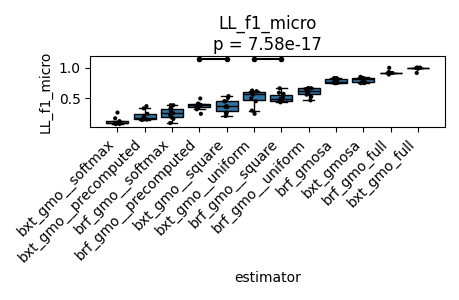 LL_f1_micro
p = 7.58e-17
LL_f1_micro
1.0
0.5
bxt_gmo__softmax
bxt_gmo__precomputed
brf_gmo__softmax
brf_gmo__precomputed
bxt_gmo__square
bxt_gmo__uniform
brf_gmo__square
brf_gmo__uniform
brf_gmosa
bxt_gmosa
brf_gmo_full
bxt_gmo_full
estimator